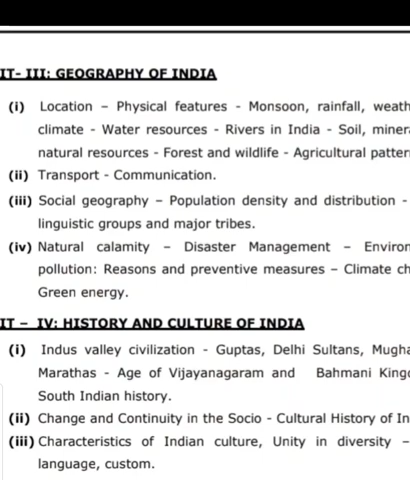 IT- III: GEOGRAPHY OF INDIA
(i) Location – Physical features - Monsoon, rainfall, weath
climate - Water resources - Rivers in India - Soil, minera
natural resources - Forest and wildlife - Agricultural patter
(ii) Transport - Communication.
(iii) Social geography – Population density and distribution -
linguistic groups and major tribes.
(iv) Natural calamity – Disaster Management – Environ
pollution: Reasons and preventive measures – Climate ch
Green energy.
IT – IV: HISTORY AND CULTURE OF INDIA
(i) Indus valley civilization - Guptas, Delhi Sultans, Mugha
Marathas - Age of Vijayanagaram and Bahmani Kingd
South Indian history.
(ii) Change and Continuity in the Socio - Cultural History of In
(iii) Characteristics of Indian culture, Unity in diversity –
language, custom.